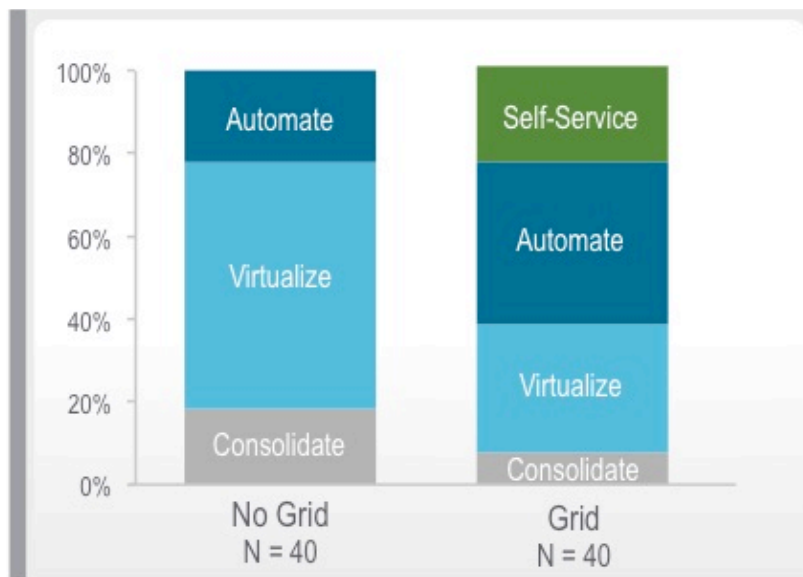 100%
80%
60%
40%
20%
0%
Automate
Virtualize
Consolidate
Self-Service
Automate
Virtualize
Consolidate
No Grid
N = 40
Grid
N = 40